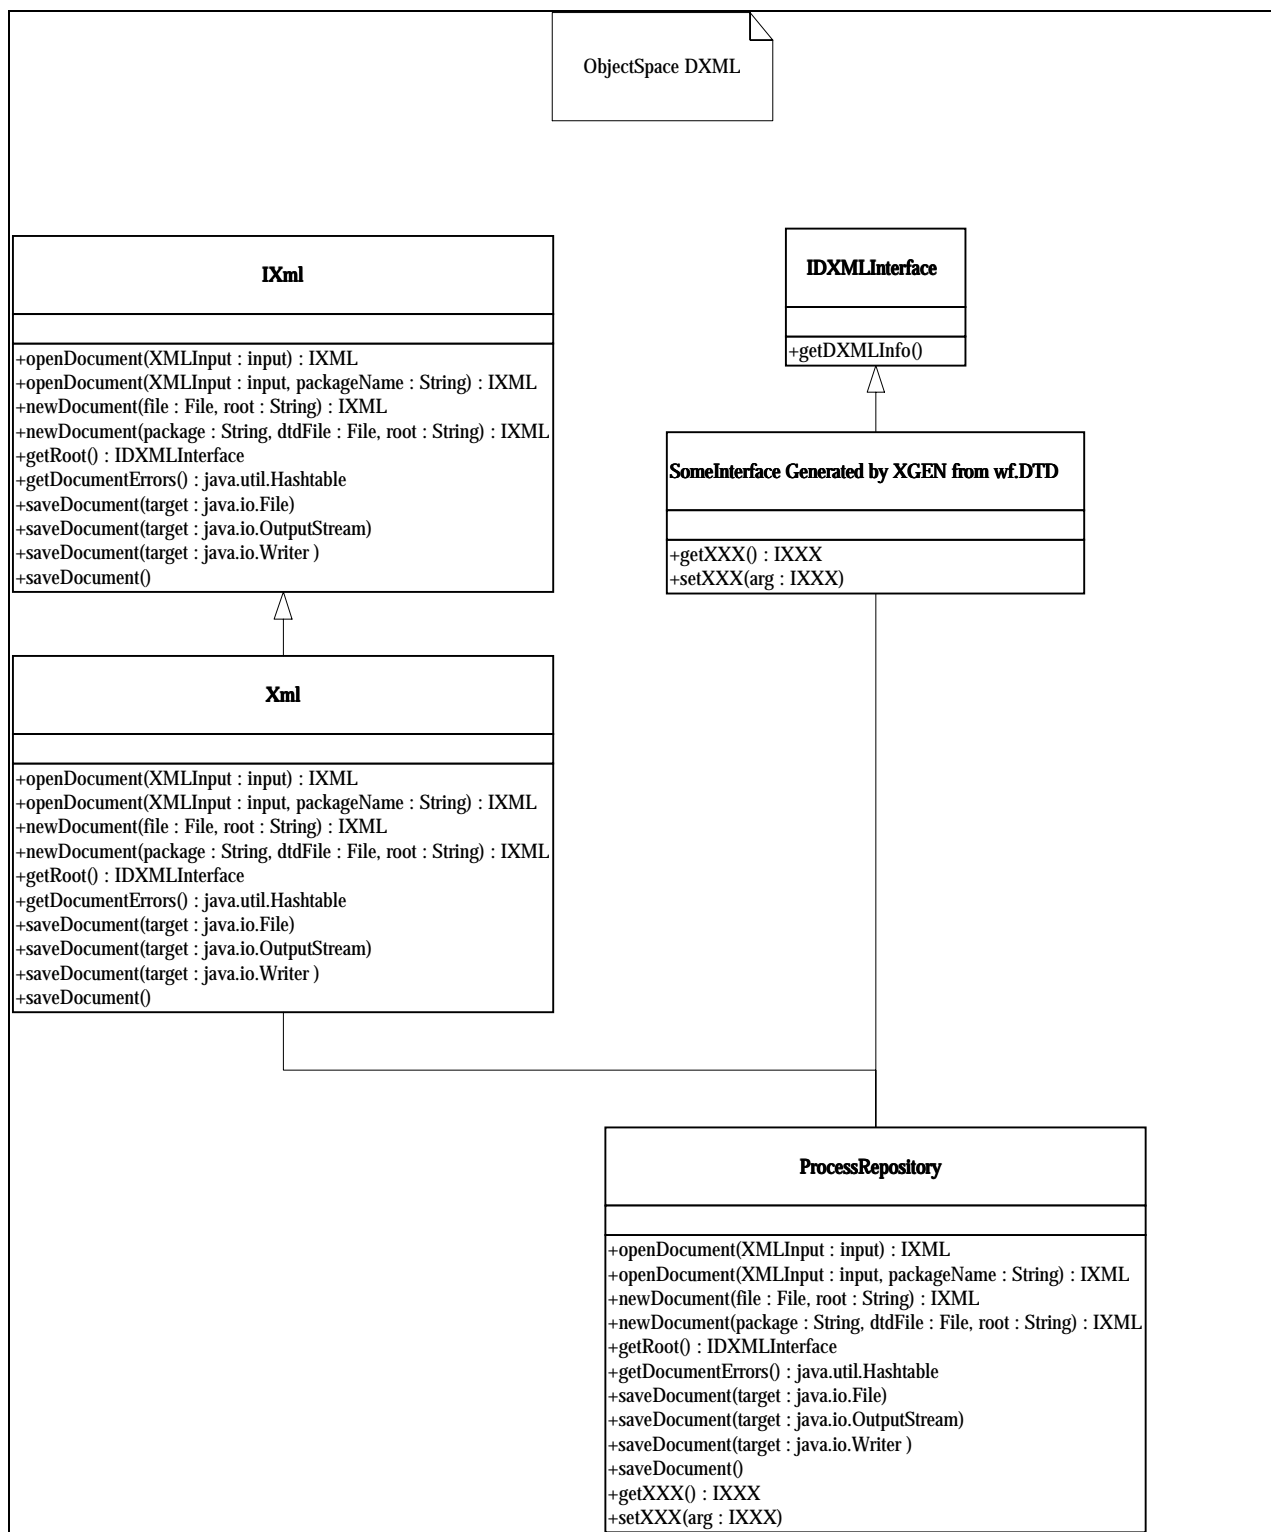 ObjectSpace DXML
IXml
+openDocument(XMLInput : input) : IXML
+openDocument(XMLInput : input, packageName : String) : IXML
+newDocument(file : File, root : String) : IXML
+newDocument(package : String, dtdFile : File, root : String) : IXML
+getRoot() : IDXMLInterface
+getDocumentErrors() : java.util.Hashtable
+saveDocument(target : java.io.File)
+saveDocument(target : java.io.OutputStream)
+saveDocument(target : java.io.Writer )
+saveDocument()
IDXMLInterface
+getDXMLInfo()
SomeInterface Generated by XGEN from wf.DTD
+getXXX() : IXXX
+setXXX(arg : IXXX)
Xml
+openDocument(XMLInput : input) : IXML
+openDocument(XMLInput : input, packageName : String) : IXML
+newDocument(file : File, root : String) : IXML
+newDocument(package : String, dtdFile : File, root : String) : IXML
+getRoot() : IDXMLInterface
+getDocumentErrors() : java.util.Hashtable
+saveDocument(target : java.io.File)
+saveDocument(target : java.io.OutputStream)
+saveDocument(target : java.io.Writer )
+saveDocument()
ProcessRepository
+openDocument(XMLInput : input) : IXML
+openDocument(XMLInput : input, packageName : String) : IXML
+newDocument(file : File, root : String) : IXML
+newDocument(package : String, dtdFile : File, root : String) : IXML
+getRoot() : IDXMLInterface
+getDocumentErrors() : java.util.Hashtable
+saveDocument(target : java.io.File)
+saveDocument(target : java.io.OutputStream)
+saveDocument(target : java.io.Writer )
+saveDocument()
+getXXX() : IXXX
+setXXX(arg : IXXX)